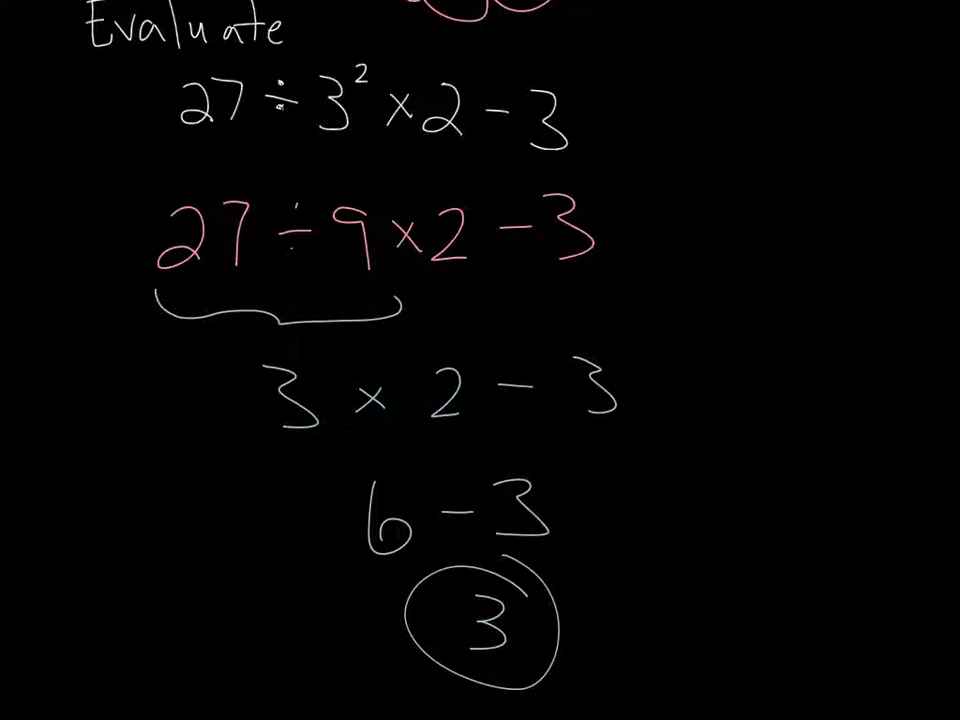 Evaluate
27 ÷ 3² × 2 − 3
27 ÷ 9 × 2 − 3
3 × 2 − 3
6 − 3
3